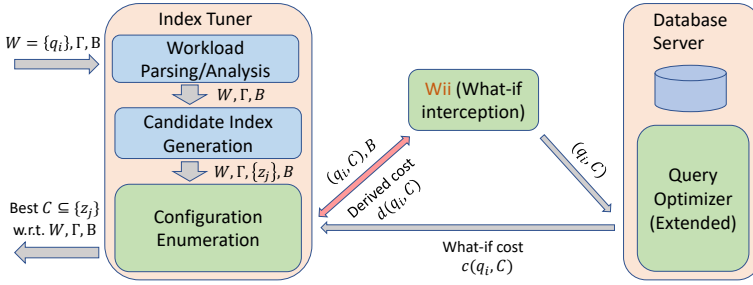 Index Tuner
W = {q_i}, Γ, B
Workload
Parsing/Analysis
W, Γ, B
Candidate Index
Generation
W, Γ, {z_j}, B
Configuration
Enumeration
Best C ⊆ {z_j}
w.r.t. W, Γ, B
Wii (What-if
interception)
(q_i, C), B
Derived cost
d(q_i, C)
(q_i, C)
What-if cost
c(q_i, C)
Database
Server
Query
Optimizer
(Extended)